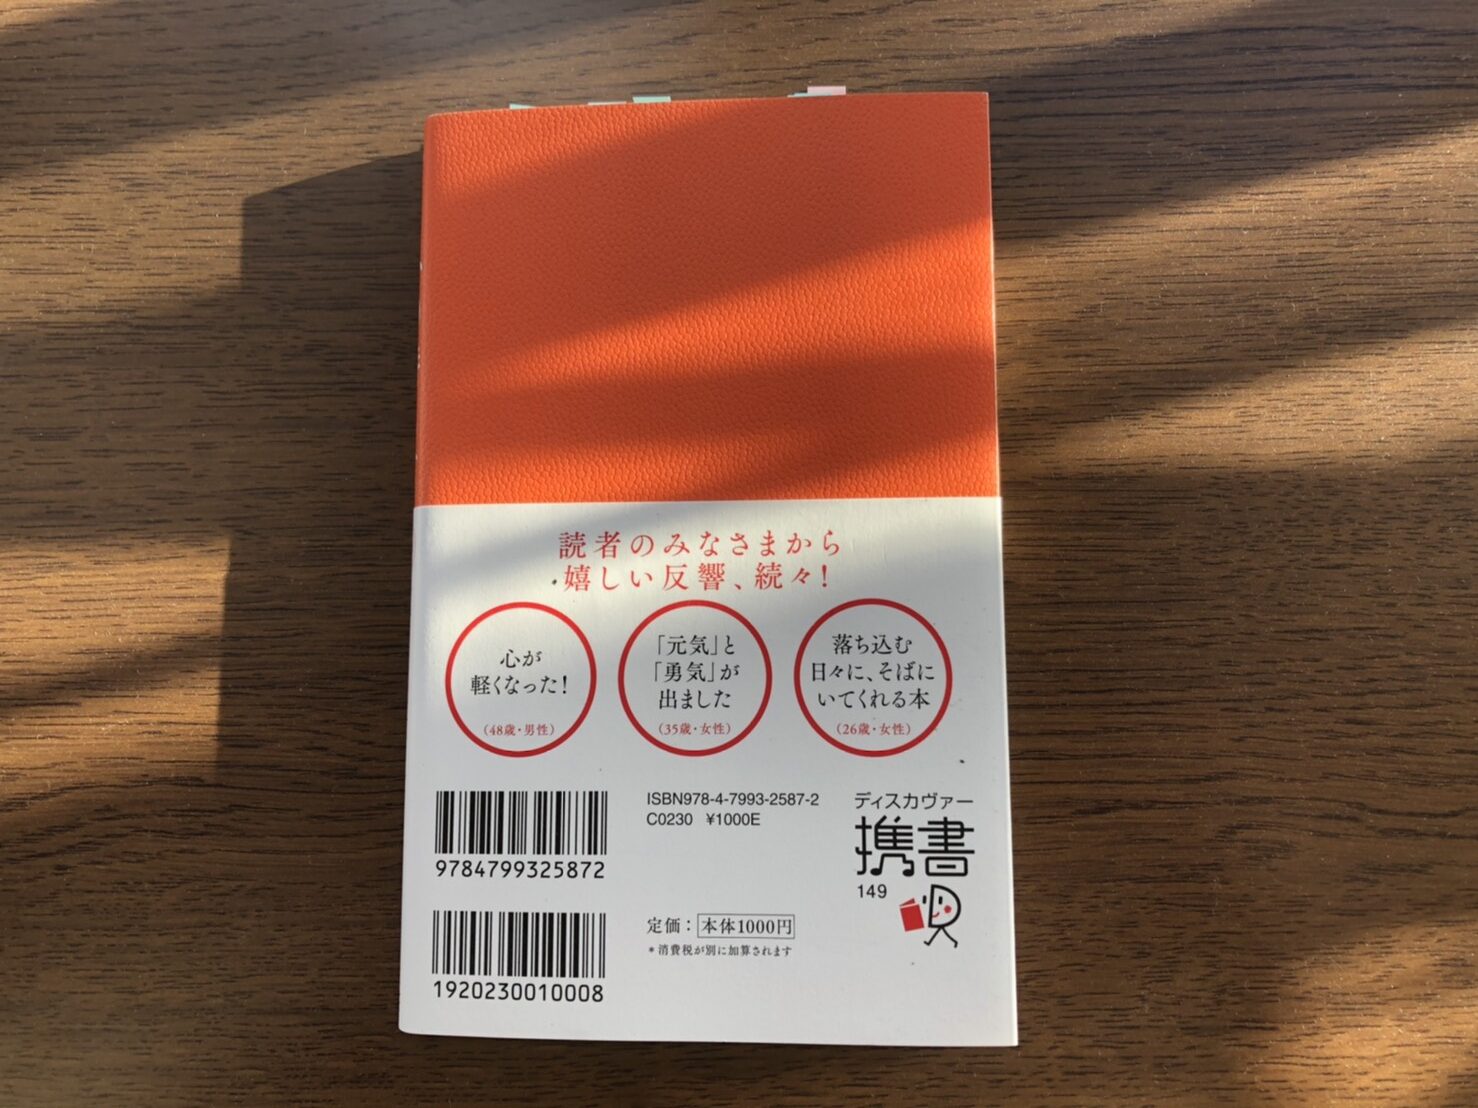 読者のみなさまから
嬉しい反響、続々！
心が
軽くなった！
（48歳・男性）
「元気」と
「勇気」が
出ました
（35歳・女性）
落ち込む
日々に、そばに
いてくれる本
（26歳・女性）
9784799325872
1920230010008
ISBN978-4-7993-2587-2
C0230 ¥1000E
定価：本体1000円
＊消費税が別に加算されます
ディスカヴァー
携書
149